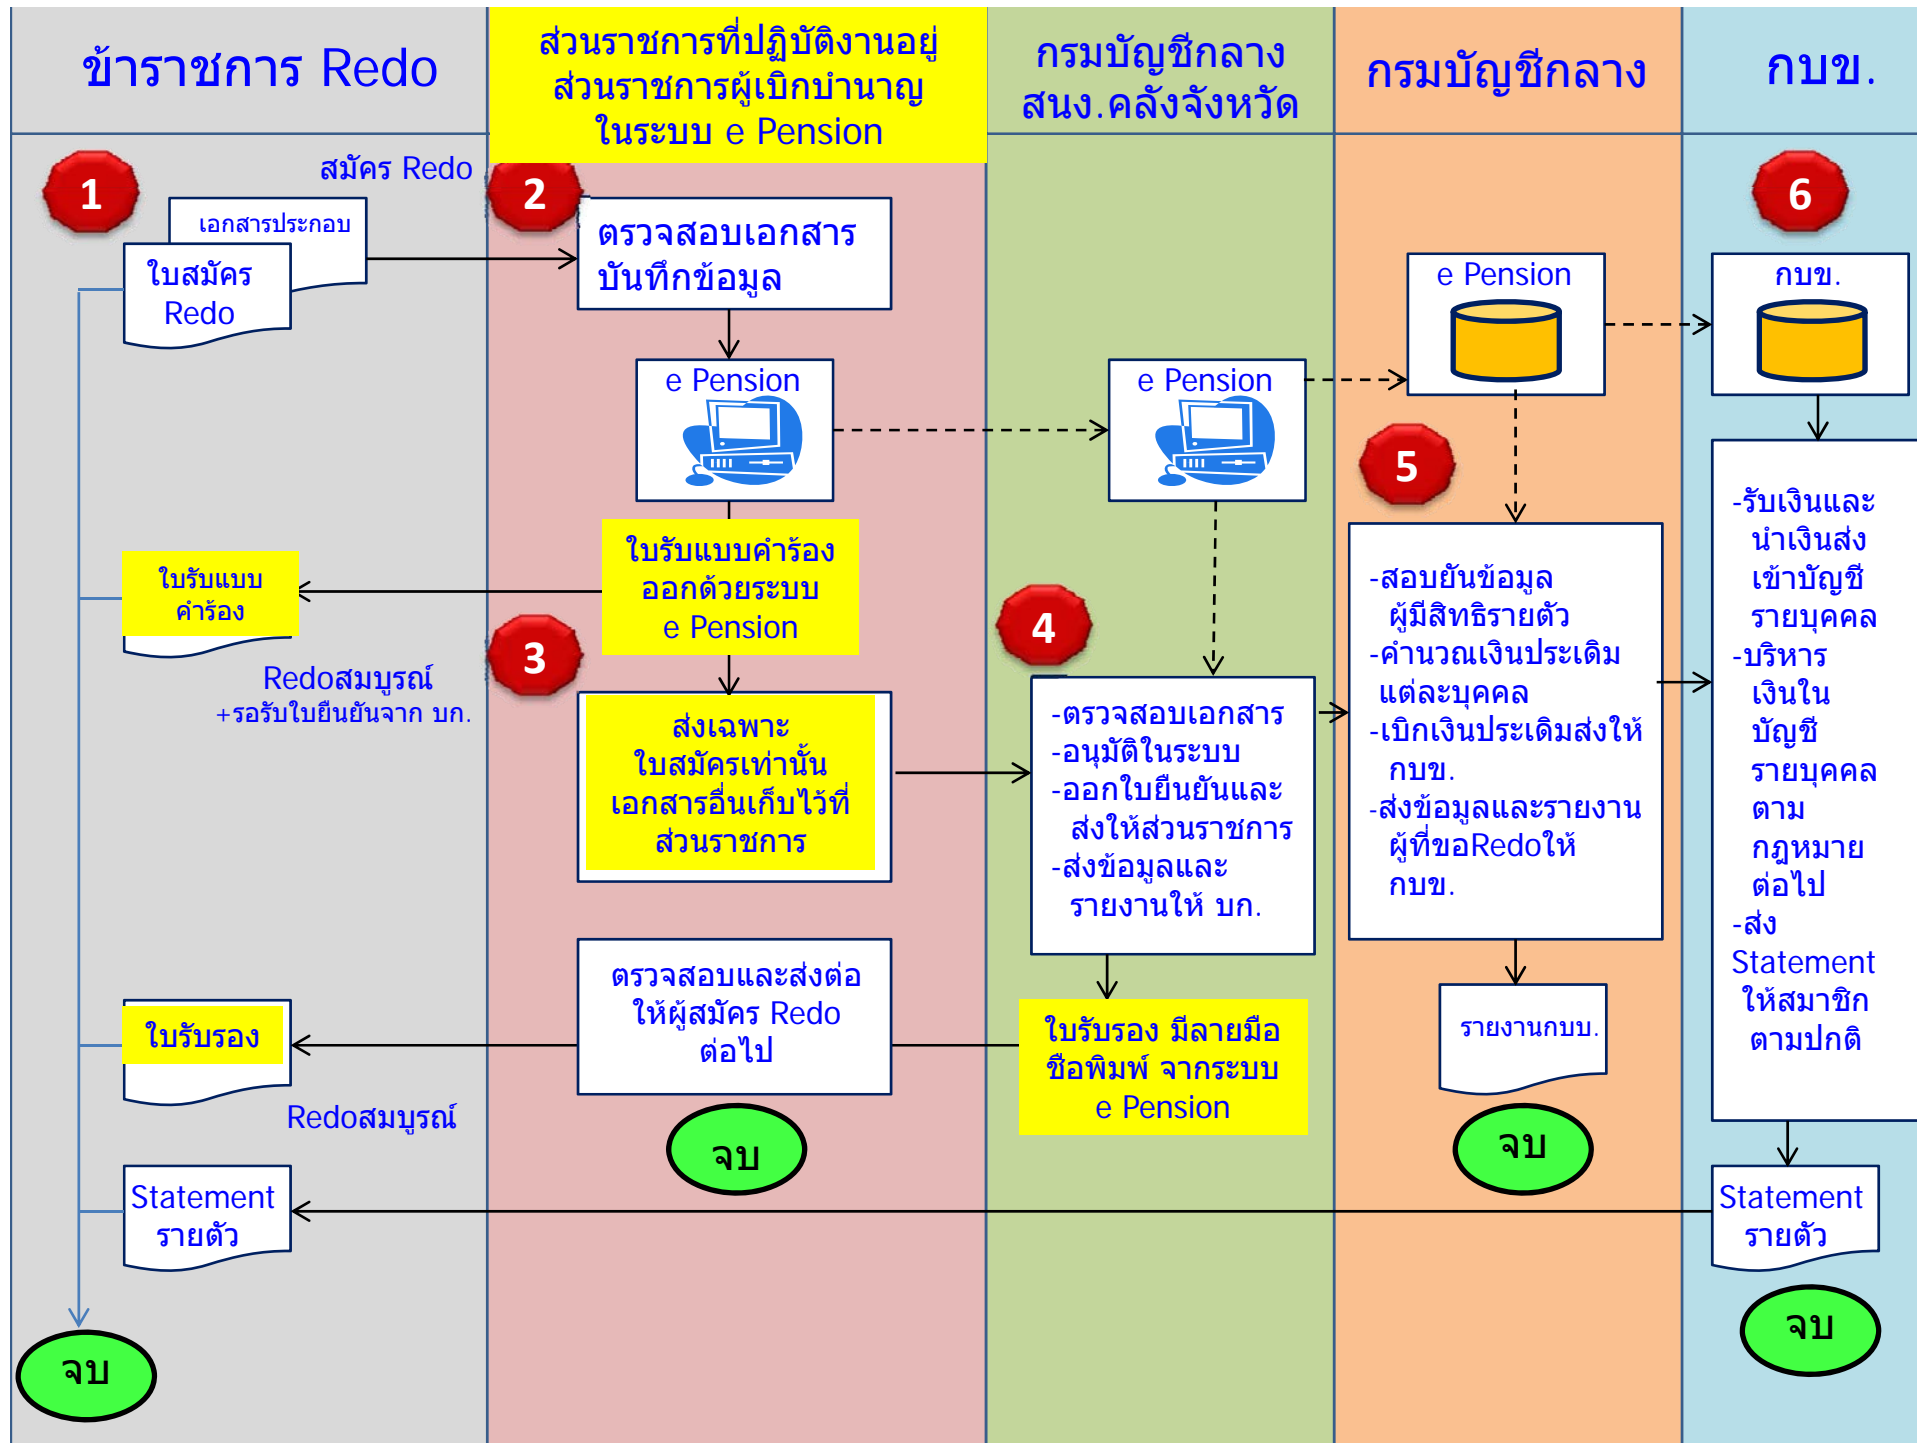 ข้าราชการ Redo
ส่วนราชการที่ปฏิบัติงานอยู่
ส่วนราชการผู้เบิกบำนาญ
ในระบบ e Pension
กรมบัญชีกลาง
สนง.คลังจังหวัด
กรมบัญชีกลาง
กบข.
1
สมัคร Redo
เอกสารประกอบ
ใบสมัคร
Redo
2
ตรวจสอบเอกสาร
บันทึกข้อมูล
e Pension
ใบรับแบบคำร้อง
ออกด้วยระบบ
e Pension
ใบรับแบบ
คำร้อง
Redoสมบูรณ์
+รอรับใบยืนยันจาก บก.
3
ส่งเฉพาะ
ใบสมัครเท่านั้น
เอกสารอื่นเก็บไว้ที่
ส่วนราชการ
e Pension
4
-ตรวจสอบเอกสาร
-อนุมัติในระบบ
-ออกใบยืนยันและ
ส่งให้ส่วนราชการ
-ส่งข้อมูลและ
รายงานให้ บก.
ใบรับรอง มีลายมือ
ชือพิมพ์ จากระบบ
e Pension
ตรวจสอบและส่งต่อ
ให้ผู้สมัคร Redo
ต่อไป
จบ
ใบรับรอง
Redoสมบูรณ์
e Pension
5
-สอบยันข้อมูล
ผู้มีสิทธิรายตัว
-คำนวณเงินประเดิม
แต่ละบุคคล
-เบิกเงินประเดิมส่งให้
กบข.
-ส่งข้อมูลและรายงาน
ผู้ที่ขอRedoให้
กบข.
รายงานกบบ.
จบ
6
กบข.
-รับเงินและ
นำเงินส่ง
เข้าบัญชี
รายบุคคล
-บริหาร
เงินใน
บัญชี
รายบุคคล
ตาม
กฎหมาย
ต่อไป
-ส่ง
Statement
ให้สมาชิก
ตามปกติ
Statement
รายตัว
จบ
Statement
รายตัว
จบ